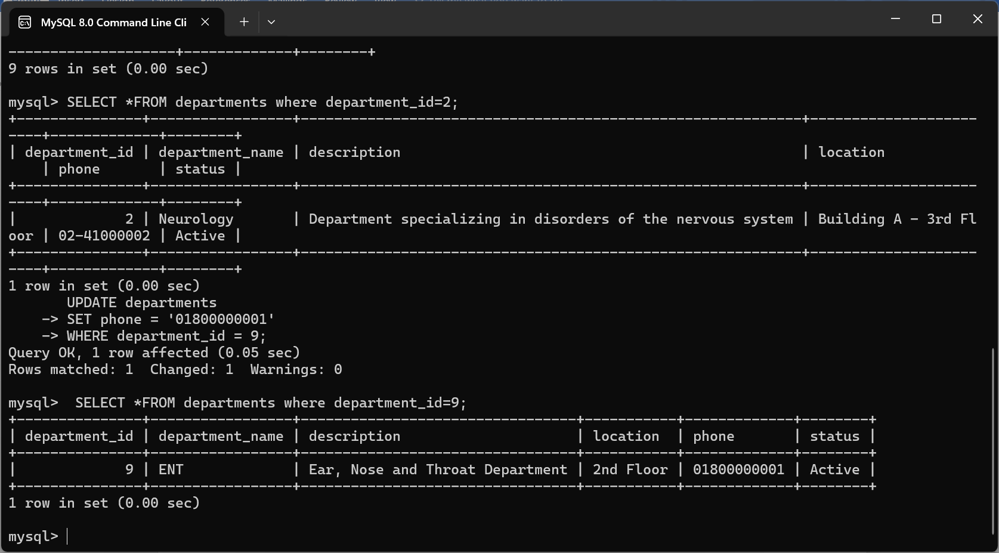 MySQL 8.0 Command Line Cli
--------------------+-------------+--------+
9 rows in set (0.00 sec)
mysql> SELECT *FROM departments where department_id=2;
+---------------+-----------------+------------------------------------------------------------+--------------------
----+-------------+--------+
| department_id | department_name | description                                                | location
    | phone       | status |
+---------------+-----------------+------------------------------------------------------------+--------------------
----+-------------+--------+
|             2 | Neurology       | Department specializing in disorders of the nervous system | Building A - 3rd Fl
oor | 02-41000002 | Active |
+---------------+-----------------+------------------------------------------------------------+--------------------
----+-------------+--------+
1 row in set (0.00 sec)
       UPDATE departments
    -> SET phone = '01800000001'
    -> WHERE department_id = 9;
Query OK, 1 row affected (0.05 sec)
Rows matched: 1  Changed: 1  Warnings: 0
mysql>  SELECT *FROM departments where department_id=9;
+---------------+-----------------+---------------------------------+-----------+-------------+--------+
| department_id | department_name | description                     | location  | phone       | status |
+---------------+-----------------+---------------------------------+-----------+-------------+--------+
|             9 | ENT             | Ear, Nose and Throat Department | 2nd Floor | 01800000001 | Active |
+---------------+-----------------+---------------------------------+-----------+-------------+--------+
1 row in set (0.00 sec)
mysql>